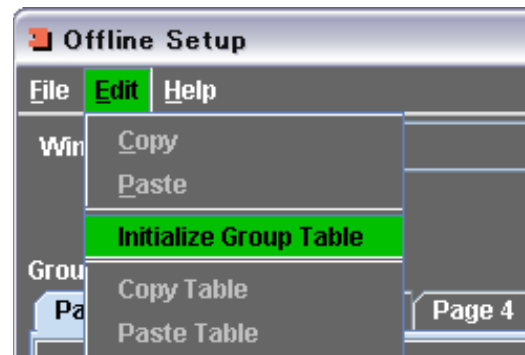 Offline Setup
File Edit Help
Win
Copy
Paste
Initialize Group Table
Grou
Copy Table
Pa
Page 4
Paste Table